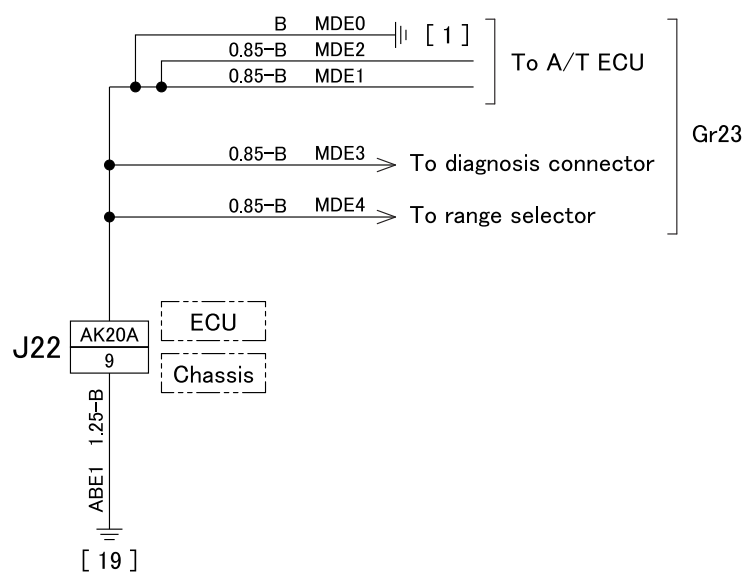 B MDE0 [ 1 ]
0.85-B MDE2
To A/T ECU
0.85-B MDE1
Gr23
0.85-B MDE3 To diagnosis connector
0.85-B MDE4 To range selector
J22 AK20A ECU
9 Chassis
ABE1 1.25-B
[ 19 ]